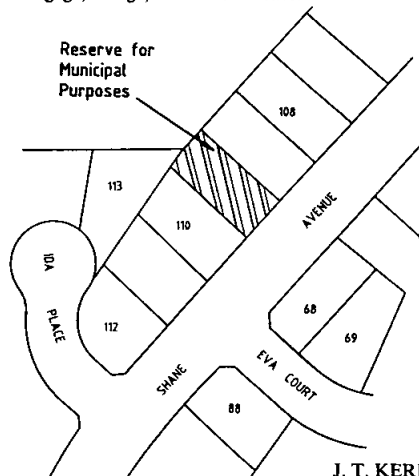 Reserve for
Municipal
Purposes
108
113
110
AVENUE
IDA
PLACE
112
68
69
SHANE
EVA COURT
88
J. T. KER